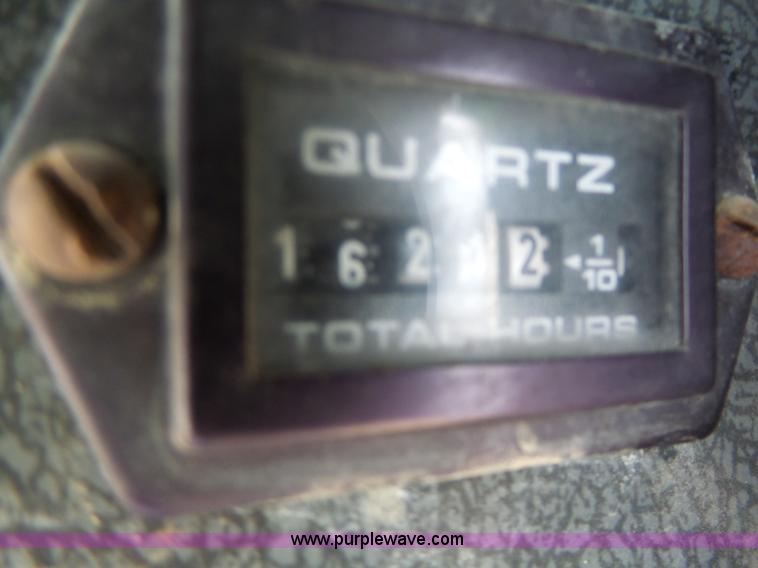 QUARTZ
1 6 2 2 ◄ 1/10
TOTAL HOURS
www.purplewave.com